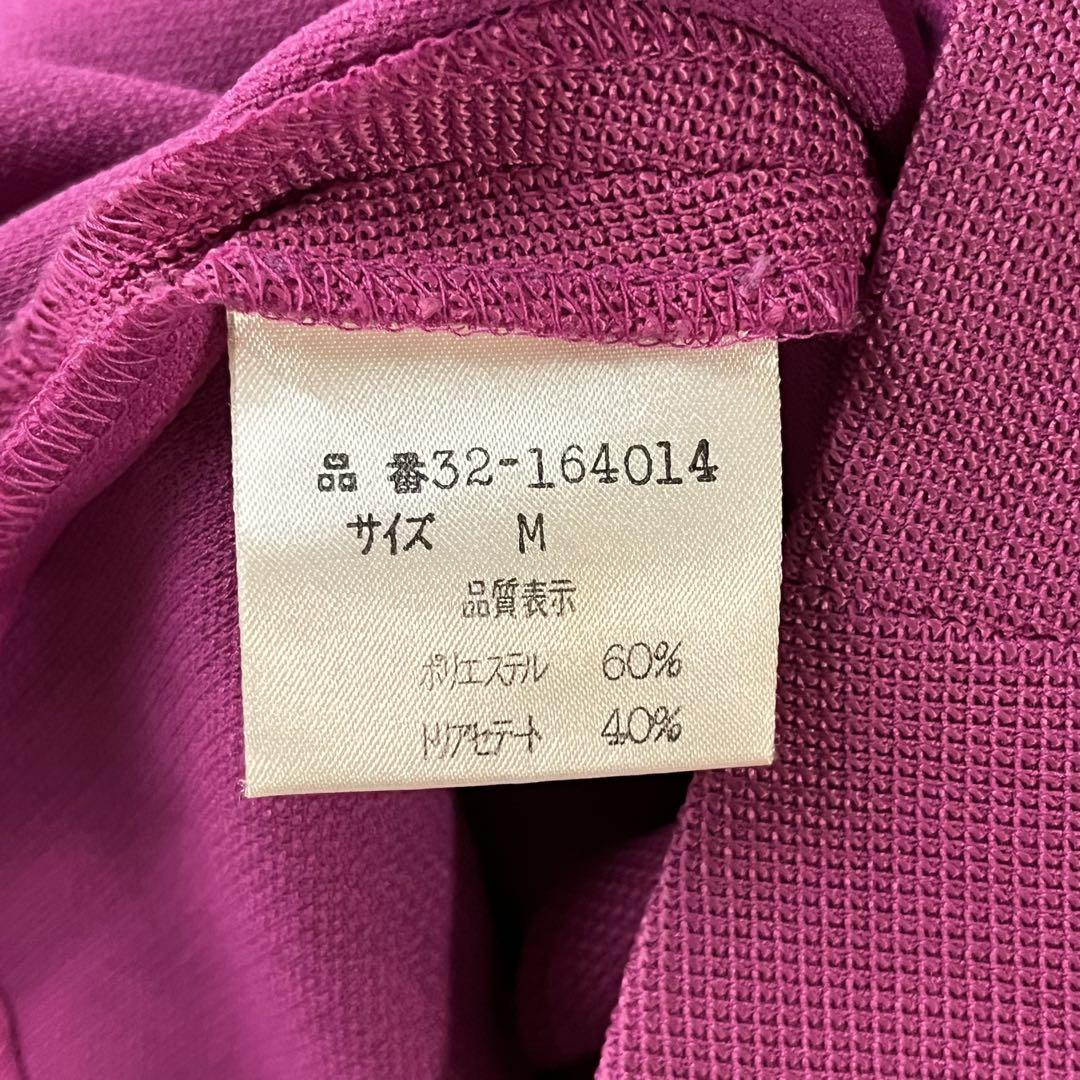 品 番32-164014
サイズ M
品質表示
ポリエステル 60%
トリアセテート 40%